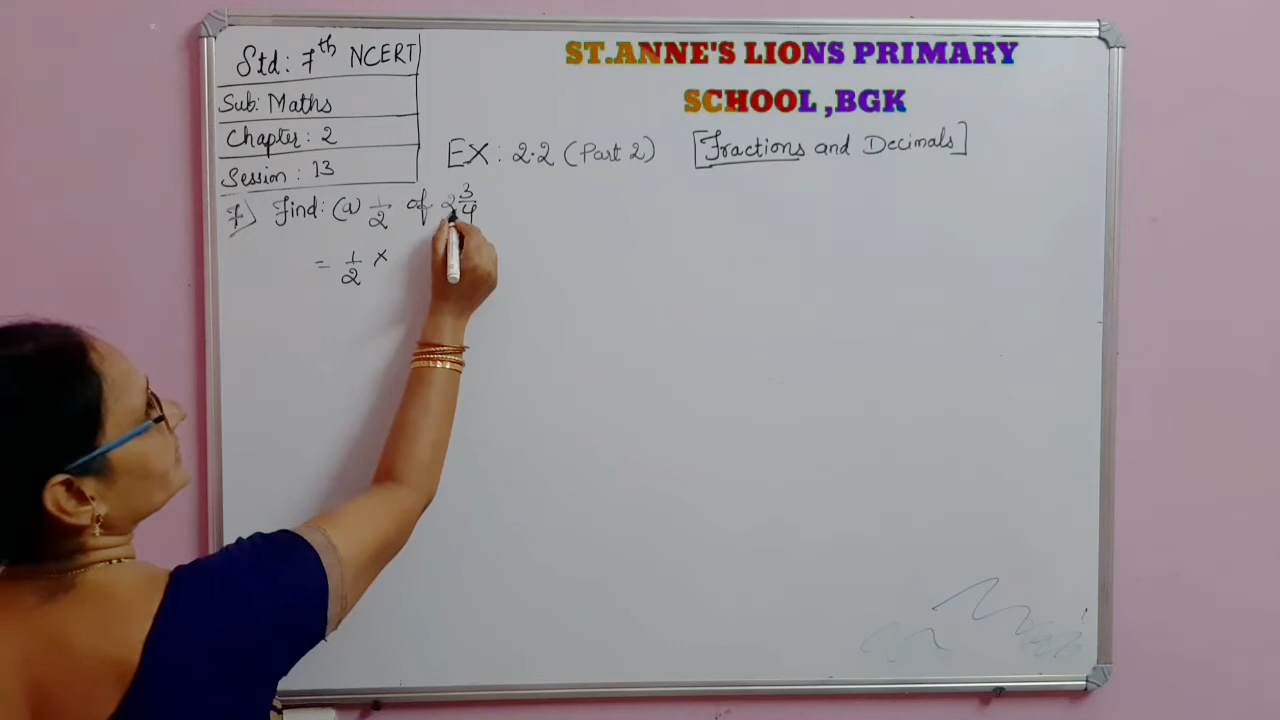 Std: 7th NCERT
Sub: Maths
Chapter: 2
Session: 13
ST.ANNE'S LIONS PRIMARY
SCHOOL ,BGK
EX: 2.2 (Part 2) [Fractions and Decimals]
7) Find: (a) 1/2 of 2 3/4
= 1/2 ×